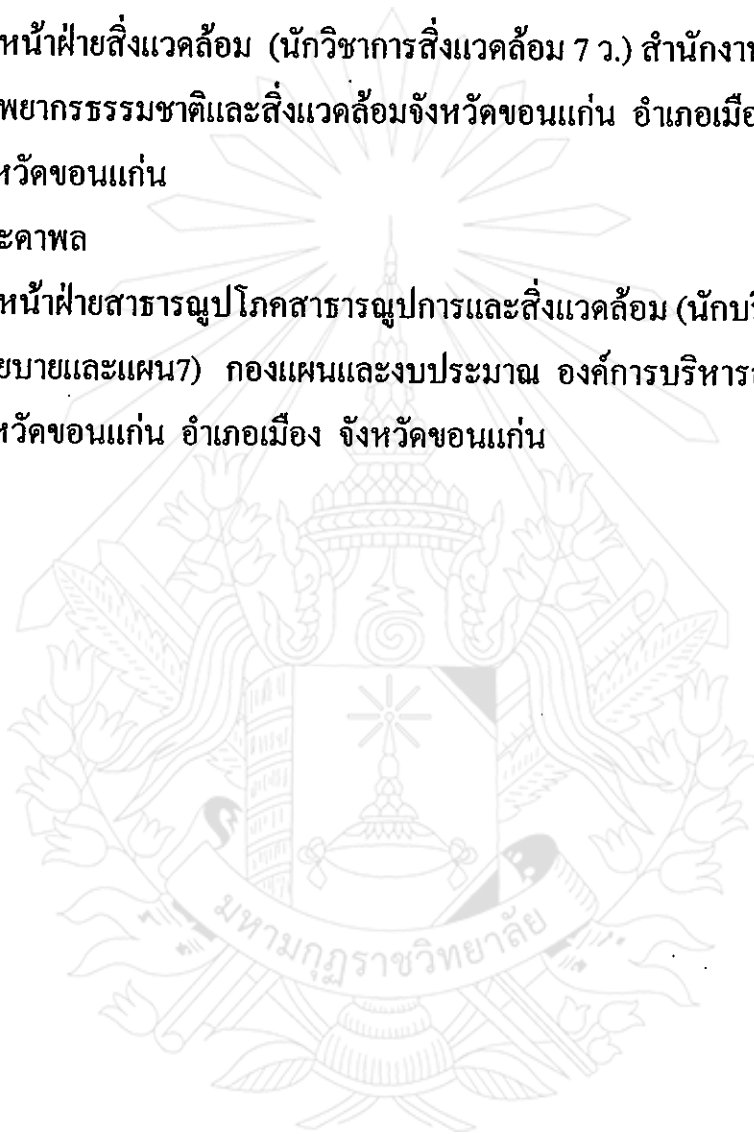 หน้าฝ่ายสิ่งแวดล้อม (นักวิชาการสิ่งแวดล้อม 7 ว.) สำนักงาน
พยากรธรรมชาติและสิ่งแวดล้อมจังหวัดขอนแก่น อำเภอเมือ
หวัดขอนแก่น
ะคาพล
หน้าฝ่ายสาธารณูปโภคสาธารณูปการและสิ่งแวดล้อม (นักบริ
ยบายและแผน7) กองแผนและงบประมาณ องค์การบริหารส
หวัดขอนแก่น อำเภอเมือง จังหวัดขอนแก่น
มหามกุฏราชวิทยาลัย